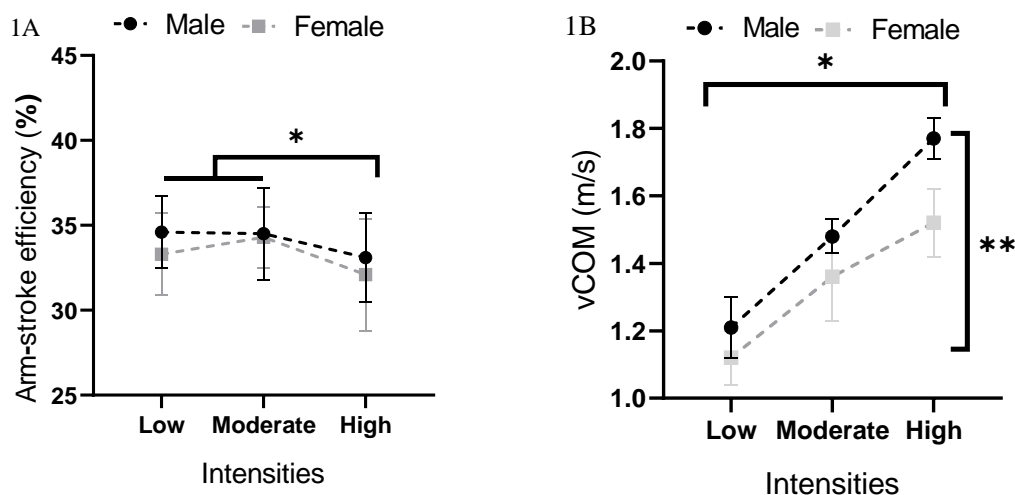 1A
Male Female
45
40
35
30
25
Arm-stroke efficiency (%)
*
Low Moderate High
Intensities
1B
Male Female
2.0
1.8
1.6
1.4
1.2
1.0
vCOM (m/s)
*
**
Low Moderate High
Intensities